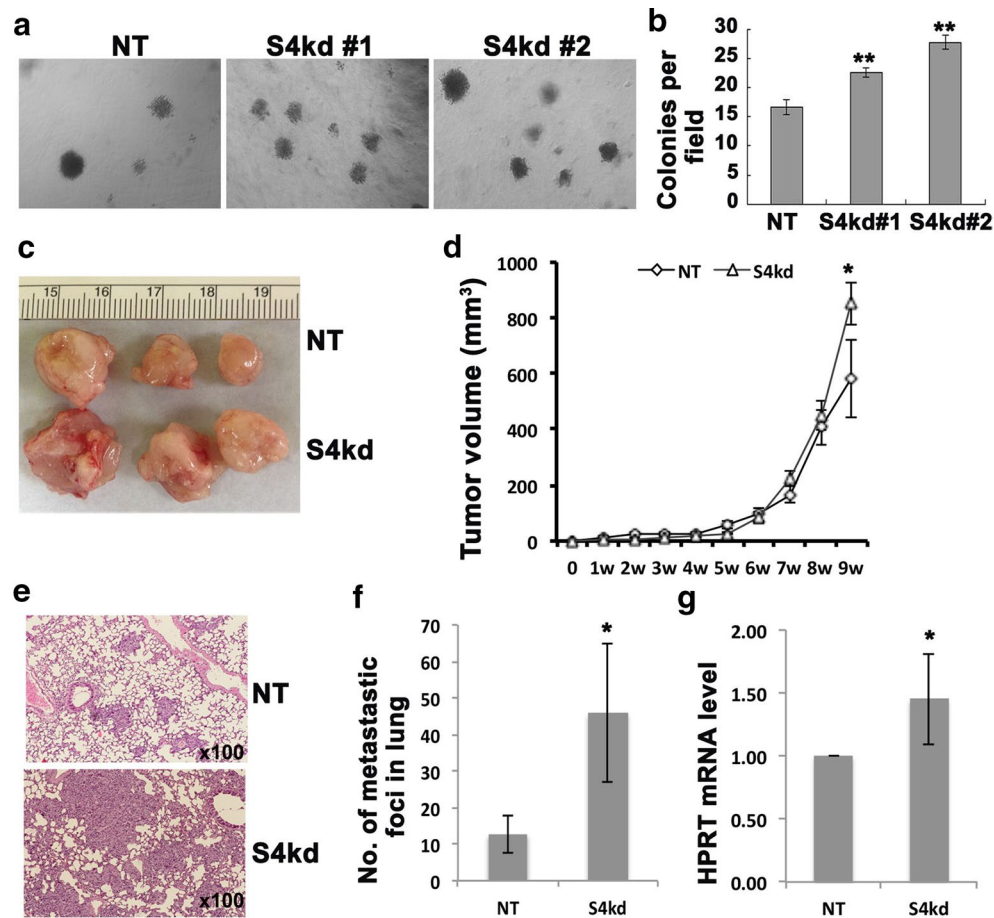 a
NT
S4kd #1
S4kd #2
b
Colonies per
field
30
25
20
15
10
5
0
**
**
NT
S4kd#1
S4kd#2
c
15
16
17
18
19
NT
S4kd
d
Tumor volume (mm³)
1000
800
600
400
200
0
NT
S4kd
*
0
1w
2w
3w
4w
5w
6w
7w
8w
9w
e
x100
NT
x100
S4kd
f
No. of metastastic
foci in lung
70
60
50
40
30
20
10
0
*
NT
S4kd
g
HPRT mRNA level
2.00
1.50
1.00
0.50
0.00
*
NT
S4kd